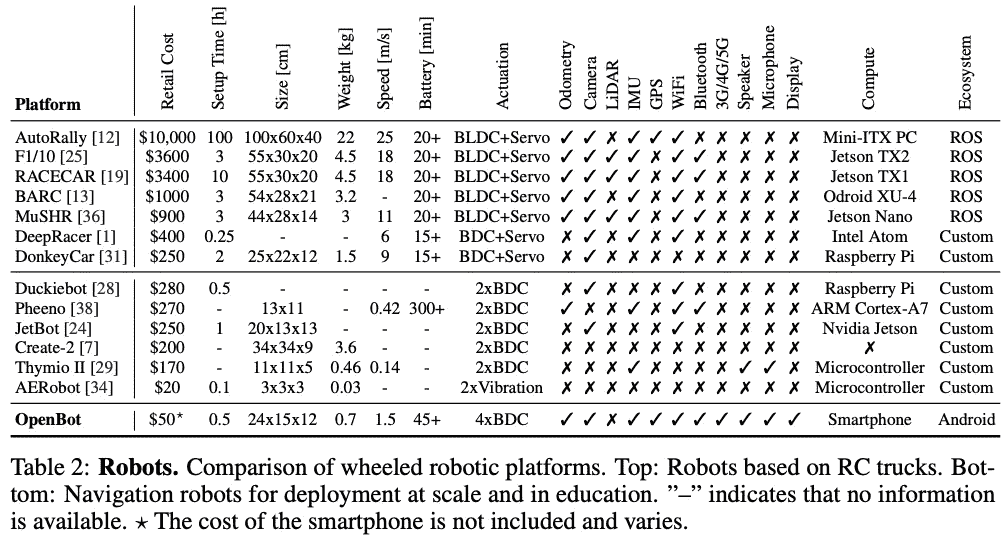 Platform Retail Cost Setup Time [h] Size [cm] Weight [kg] Speed [m/s] Battery [min] Actuation Odometry Camera LiDAR IMU GPS WiFi Bluetooth 3G/4G/5G Speaker Microphone Display Compute Ecosystem
AutoRally [12] $10,000 100 100x60x40 22 25 20+ BLDC+Servo ✓ ✓ ✗ ✓ ✓ ✓ ✗ ✗ ✗ ✗ ✗ Mini-ITX PC ROS
F1/10 [25] $3600 3 55x30x20 4.5 18 20+ BLDC+Servo ✓ ✓ ✓ ✓ ✗ ✓ ✓ ✗ ✗ ✗ ✗ Jetson TX2 ROS
RACECAR [19] $3400 10 55x30x20 4.5 18 20+ BLDC+Servo ✓ ✓ ✓ ✓ ✗ ✓ ✓ ✗ ✗ ✗ ✗ Jetson TX1 ROS
BARC [13] $1000 3 54x28x21 3.2 - 20+ BLDC+Servo ✓ ✓ ✗ ✓ ✗ ✗ ✗ ✗ ✗ ✗ ✗ Odroid XU-4 ROS
MuSHR [36] $900 3 44x28x14 3 11 20+ BLDC+Servo ✓ ✓ ✓ ✓ ✗ ✓ ✓ ✗ ✗ ✗ ✗ Jetson Nano ROS
DeepRacer [1] $400 0.25 - - 6 15+ BDC+Servo ✗ ✓ ✗ ✓ ✗ ✓ ✗ ✗ ✗ ✗ ✗ Intel Atom Custom
DonkeyCar [31] $250 2 25x22x12 1.5 9 15+ BDC+Servo ✗ ✓ ✗ ✗ ✗ ✓ ✗ ✗ ✗ ✗ ✗ Raspberry Pi Custom
Duckiebot [28] $280 0.5 - - - - 2xBDC ✗ ✓ ✗ ✗ ✗ ✓ ✗ ✗ ✗ ✗ ✗ Raspberry Pi Custom
Pheeno [38] $270 - 13x11 - 0.42 300+ 2xBDC ✓ ✗ ✗ ✓ ✗ ✓ ✓ ✗ ✗ ✗ ✗ ARM Cortex-A7 Custom
JetBot [24] $250 1 20x13x13 - - - 2xBDC ✗ ✓ ✗ ✗ ✗ ✓ ✗ ✗ ✗ ✗ ✗ Nvidia Jetson Custom
Create-2 [7] $200 - 34x34x9 3.6 - - 2xBDC ✗ ✗ ✗ ✗ ✗ ✗ ✗ ✗ ✗ ✗ ✗ ✗ Custom
Thymio II [29] $170 - 11x11x5 0.46 0.14 - 2xBDC ✗ ✗ ✗ ✓ ✗ ✗ ✗ ✗ ✓ ✓ ✗ Microcontroller Custom
AERobot [34] $20 0.1 3x3x3 0.03 - - 2xVibration ✗ ✗ ✗ ✗ ✗ ✗ ✗ ✗ ✗ ✗ ✗ Microcontroller Custom
OpenBot $50⋆ 0.5 24x15x12 0.7 1.5 45+ 4xBDC ✓ ✓ ✗ ✓ ✓ ✓ ✓ ✓ ✓ ✓ ✓ Smartphone Android
Table 2: Robots. Comparison of wheeled robotic platforms. Top: Robots based on RC trucks. Bot-
tom: Navigation robots for deployment at scale and in education. ”–” indicates that no information
is available. ⋆ The cost of the smartphone is not included and varies.